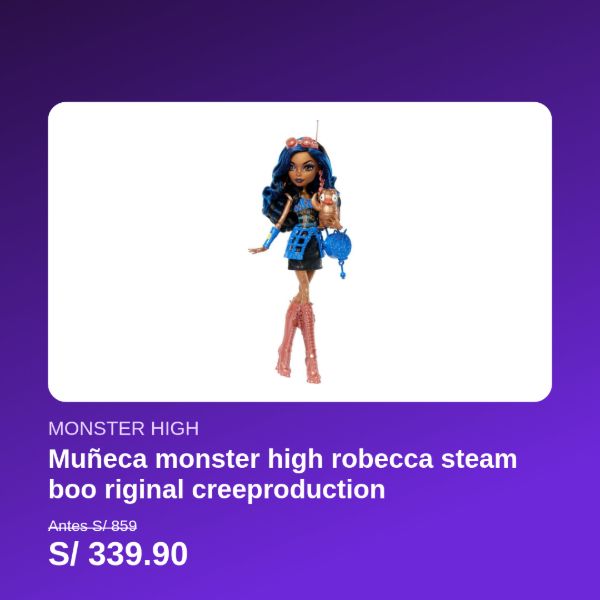 MONSTER HIGH
Muñeca monster high robecca steam
boo riginal creeproduction
Antes S/ 859
S/ 339.90